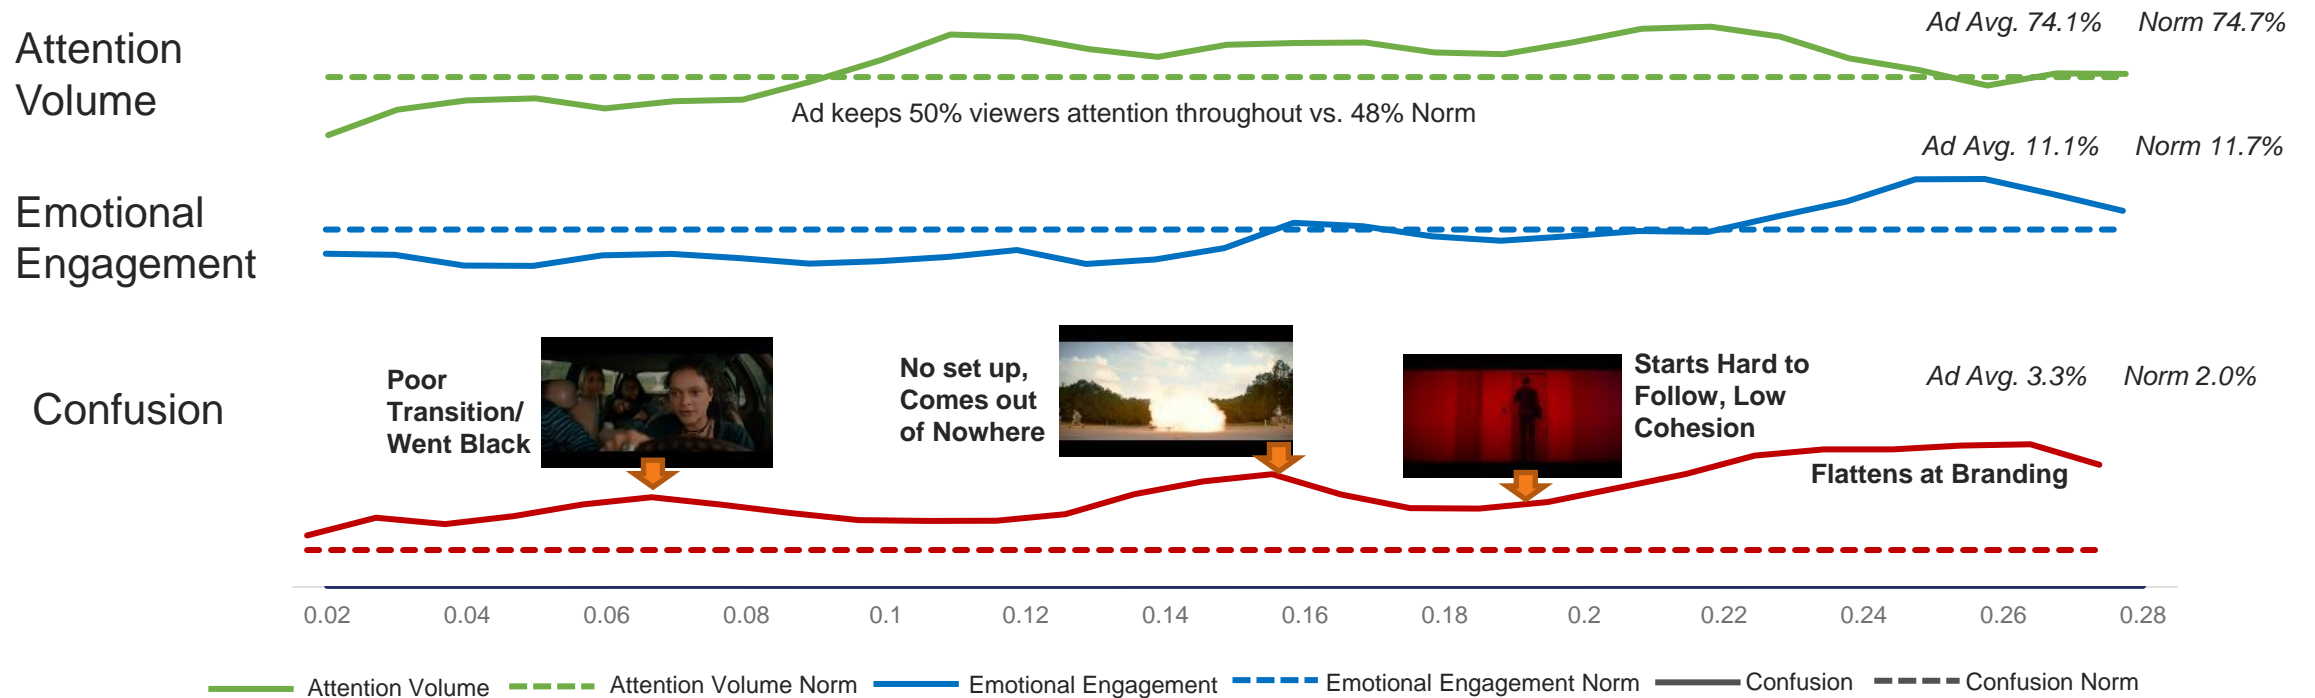 Attention
Volume
Ad Avg. 74.1% Norm 74.7%
Ad keeps 50% viewers attention throughout vs. 48% Norm
Ad Avg. 11.1% Norm 11.7%
Emotional
Engagement
Confusion
Poor
Transition/
Went Black
No set up,
Comes out
of Nowhere
Starts Hard to
Follow, Low
Cohesion
Ad Avg. 3.3% Norm 2.0%
Flattens at Branding
0.02 0.04 0.06 0.08 0.1 0.12 0.14 0.16 0.18 0.2 0.22 0.24 0.26 0.28
Attention Volume Attention Volume Norm Emotional Engagement Emotional Engagement Norm Confusion Confusion Norm